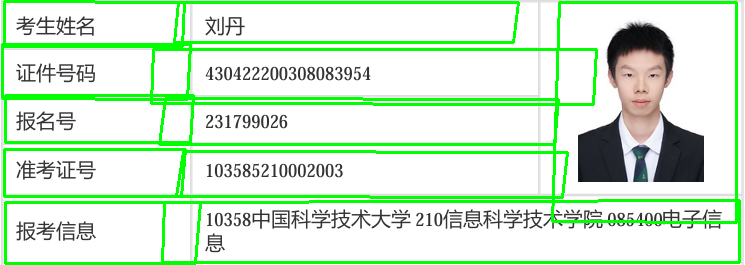 考生姓名 刘丹
证件号码 430422200308083954
报名号 231799026
准考证号 103585210002003
报考信息 10358中国科学技术大学 210信息科学技术学院 085400电子信
息